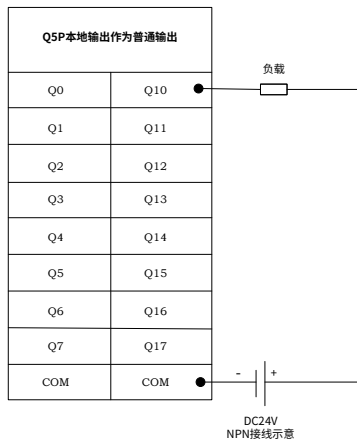 Q5P本地输出作为普通输出
负载
Q0 Q10
Q1 Q11
Q2 Q12
Q3 Q13
Q4 Q14
Q5 Q15
Q6 Q16
Q7 Q17
COM COM
- +
DC24V
NPN接线示意